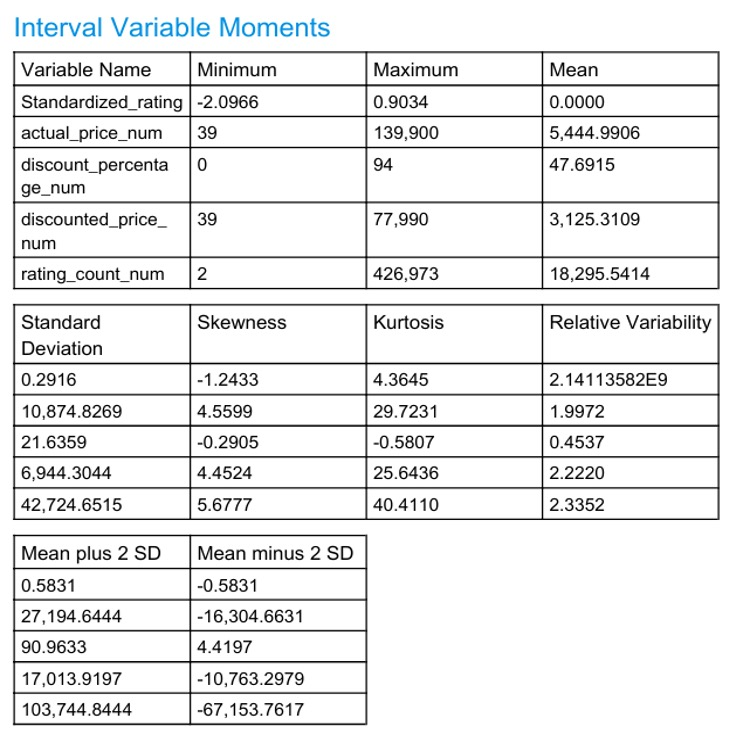 Interval Variable Moments
Variable Name Minimum Maximum Mean
Standardized_rating -2.0966 0.9034 0.0000
actual_price_num 39 139,900 5,444.9906
discount_percenta 0 94 47.6915
ge_num
discounted_price_ 39 77,990 3,125.3109
num
rating_count_num 2 426,973 18,295.5414
Standard Skewness Kurtosis Relative Variability
Deviation
0.2916 -1.2433 4.3645 2.14113582E9
10,874.8269 4.5599 29.7231 1.9972
21.6359 -0.2905 -0.5807 0.4537
6,944.3044 4.4524 25.6436 2.2220
42,724.6515 5.6777 40.4110 2.3352
Mean plus 2 SD Mean minus 2 SD
0.5831 -0.5831
27,194.6444 -16,304.6631
90.9633 4.4197
17,013.9197 -10,763.2979
103,744.8444 -67,153.7617